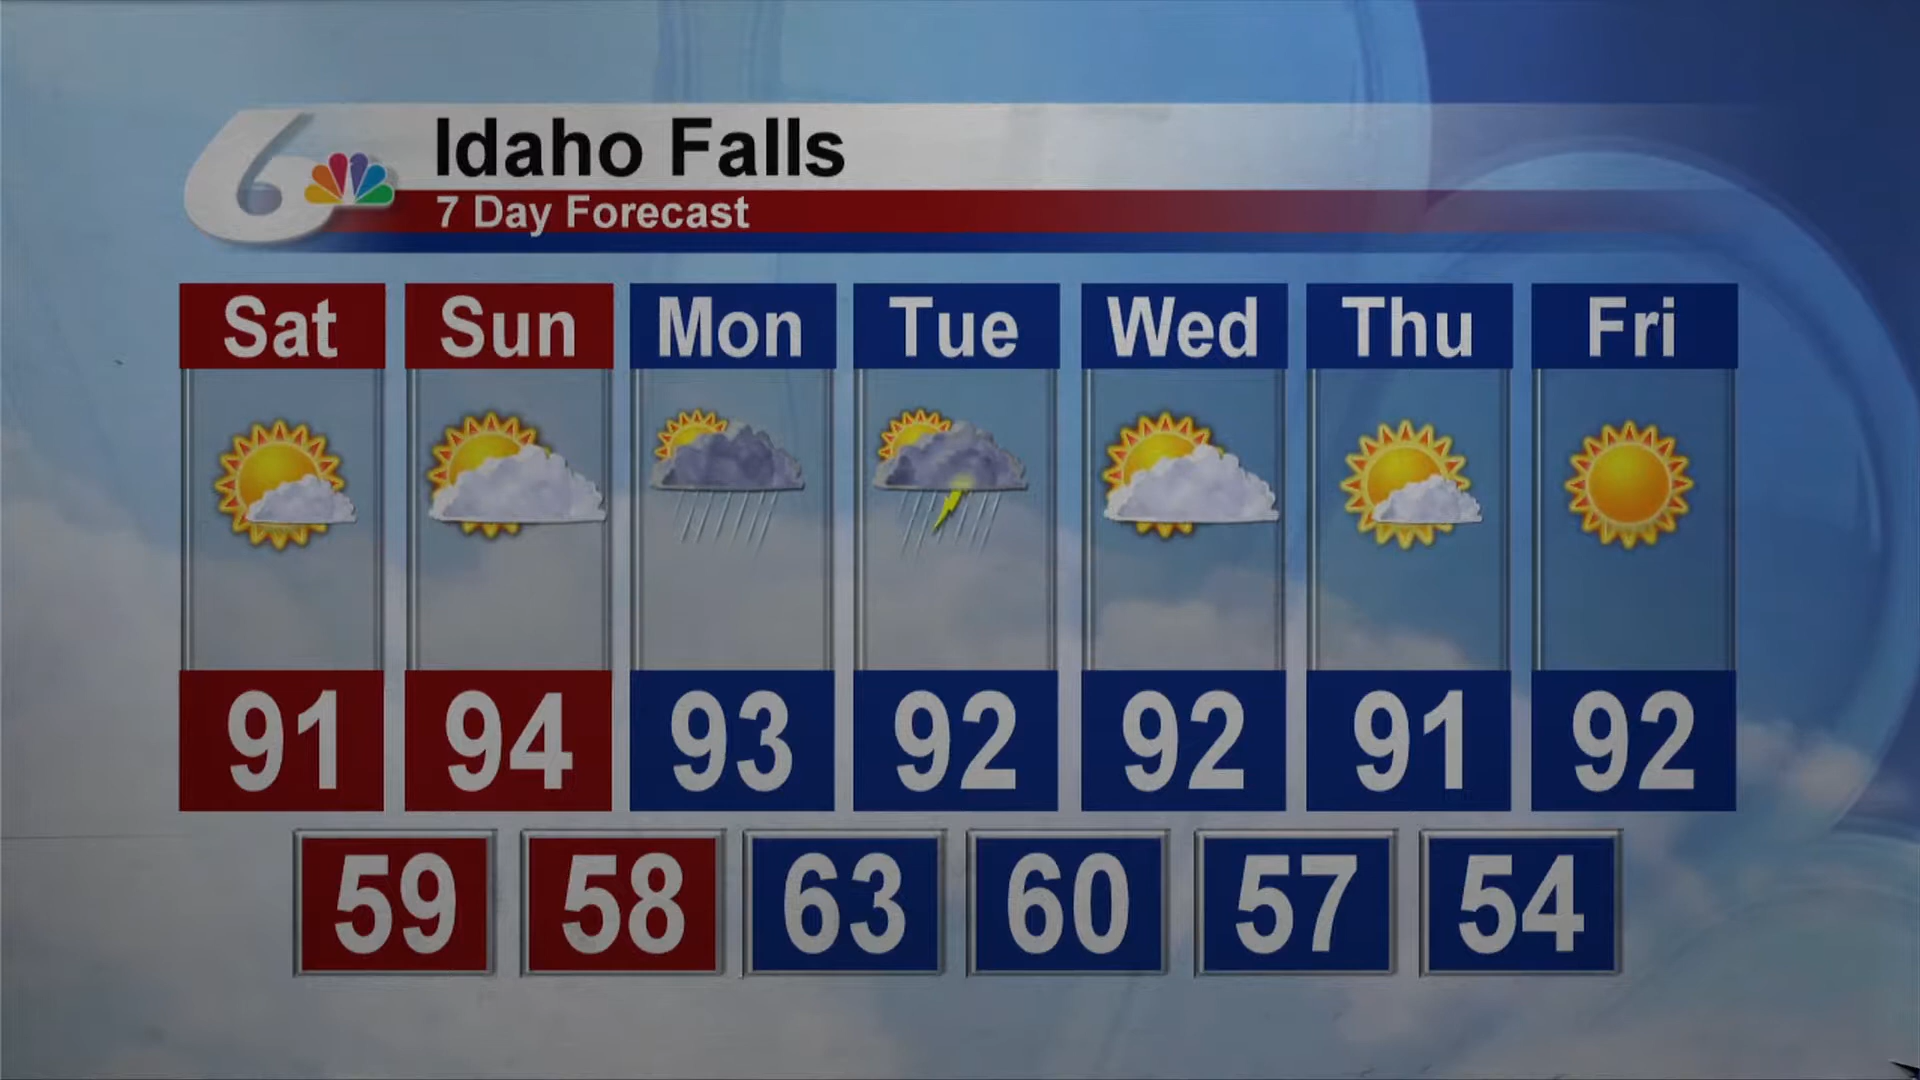 6
Idaho Falls
7 Day Forecast
Sat Sun Mon Tue Wed Thu Fri
91 94 93 92 92 91 92
59 58 63 60 57 54